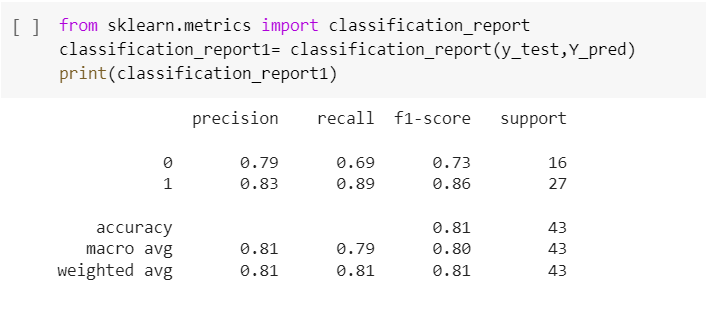 [ ] from sklearn.metrics import classification_report
classification_report1= classification_report(y_test,Y_pred)
print(classification_report1)
precision recall f1-score support
0 0.79 0.69 0.73 16
1 0.83 0.89 0.86 27
accuracy 0.81 43
macro avg 0.81 0.79 0.80 43
weighted avg 0.81 0.81 0.81 43